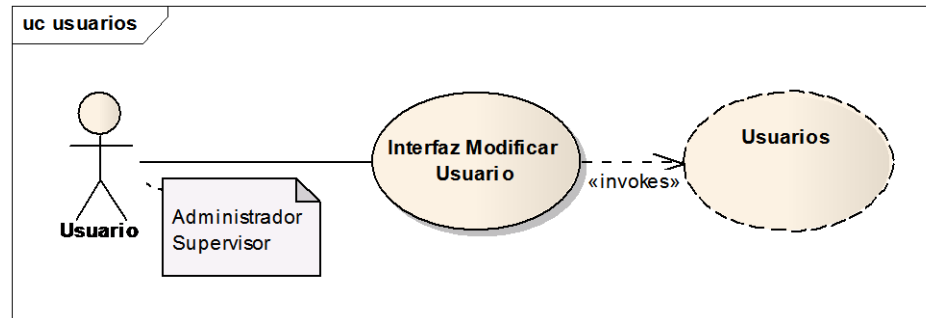 uc usuarios
Usuario
Administrador
Supervisor
Interfaz Modificar
Usuario
«invokes»
Usuarios